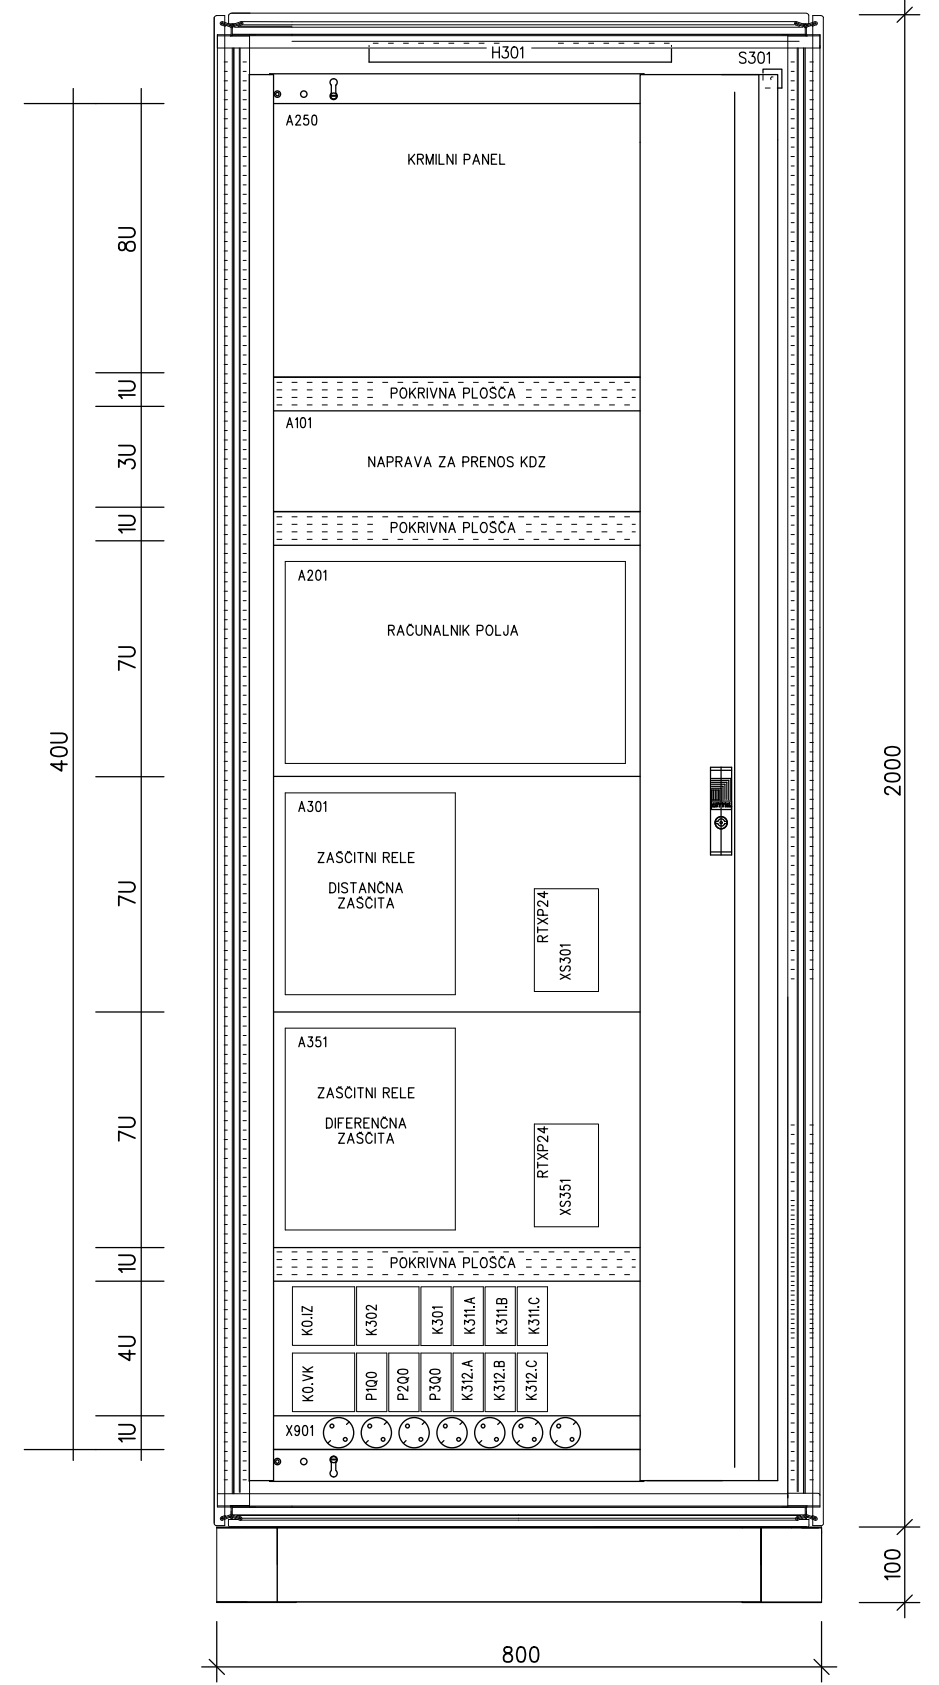 H301
S301
A250
KRMILNI PANEL
8U
1U
POKRIVNA PLOŠČA
A101
3U
NAPRAVA ZA PRENOS KDZ
1U
POKRIVNA PLOŠČA
A201
RAČUNALNIK POLJA
7U
40U
2000
A301
ZAŠČITNI RELE
DISTANČNA
ZAŠČITA
7U
RTXP24
XS301
A351
ZAŠČITNI RELE
DIFERENČNA
ZAŠČITA
7U
RTXP24
XS351
1U
POKRIVNA PLOŠČA
4U
K0.IZ
K302
K301
K311.A
K311.B
K311.C
K0.VK
P1Q0
P2Q0
P3Q0
K312.A
K312.B
K312.C
1U
X901
100
800